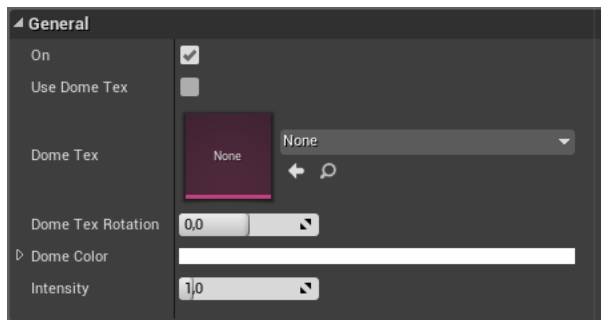 General
On
Use Dome Tex
Dome Tex
None
None
Dome Tex Rotation
0,0
Dome Color
Intensity
1,0